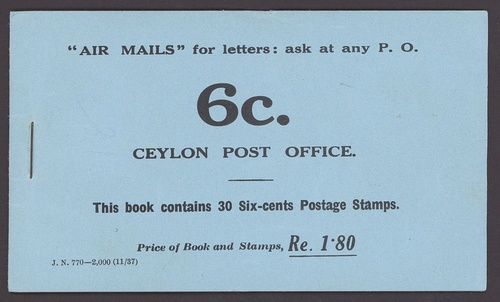 "AIR MAILS" for letters: ask at any P. O.
6c.
CEYLON POST OFFICE.
This book contains 30 Six-cents Postage Stamps.
Price of Book and Stamps, Re. 1·80
J. N. 770—2,000 (11/37)